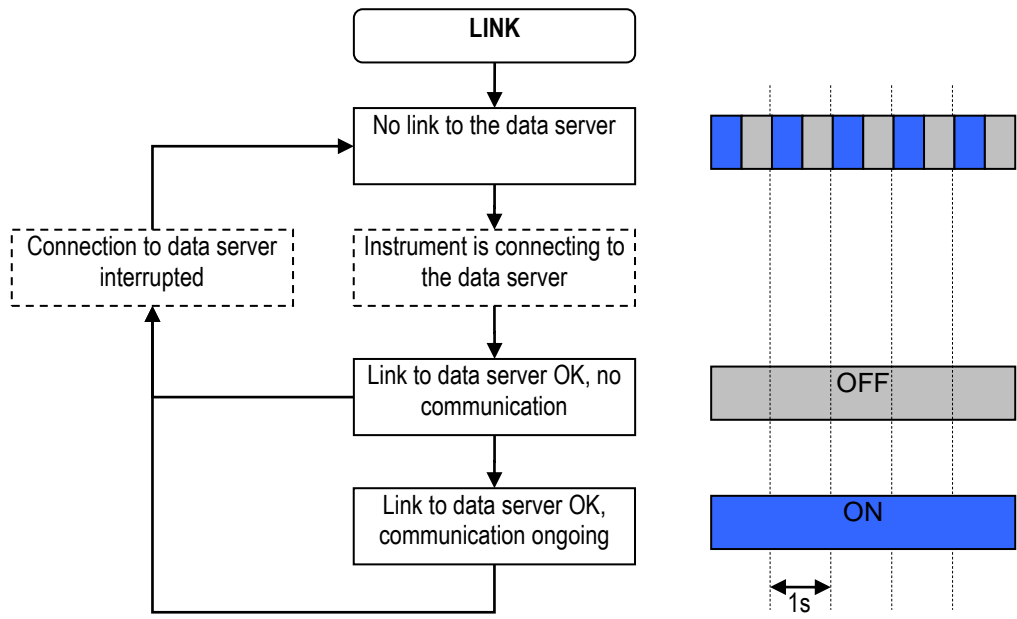 LINK
No link to the data server
Connection to data server
interrupted
Instrument is connecting to
the data server
Link to data server OK, no
communication
OFF
Link to data server OK,
communication ongoing
ON
1s